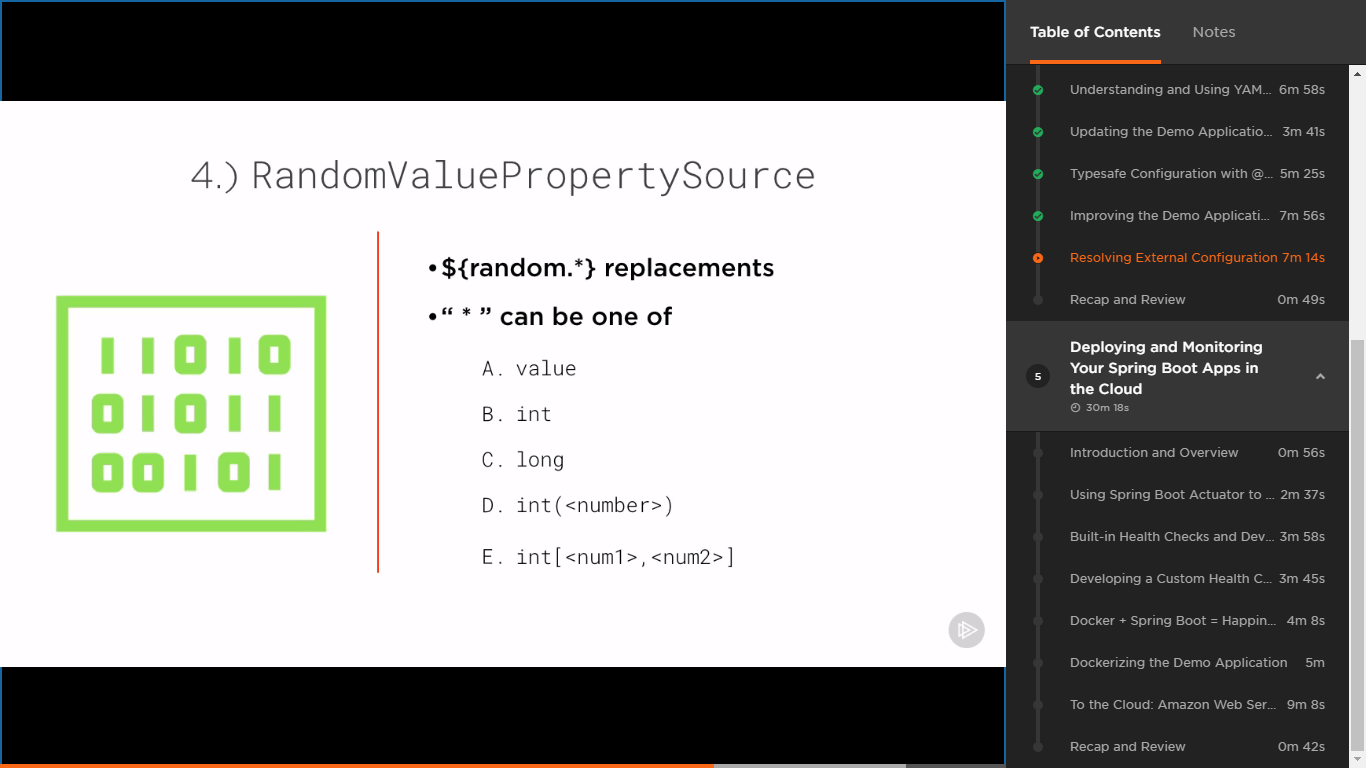 4.) RandomValuePropertySource
•${random.*} replacements
•“ * ” can be one of
A. value
B. int
C. long
D. int(<number>)
E. int[<num1>,<num2>]
11010
01011
00101
Table of Contents Notes
Understanding and Using YAM... 6m 58s
Updating the Demo Applicatio... 3m 41s
Typesafe Configuration with @... 5m 25s
Improving the Demo Applicati... 7m 56s
Resolving External Configuration 7m 14s
Recap and Review 0m 49s
5
Deploying and Monitoring
Your Spring Boot Apps in
the Cloud
30m 18s
Introduction and Overview 0m 56s
Using Spring Boot Actuator to ... 2m 37s
Built-in Health Checks and Dev... 3m 58s
Developing a Custom Health C... 3m 45s
Docker + Spring Boot = Happin... 4m 8s
Dockerizing the Demo Application 5m
To the Cloud: Amazon Web Ser... 9m 8s
Recap and Review 0m 42s